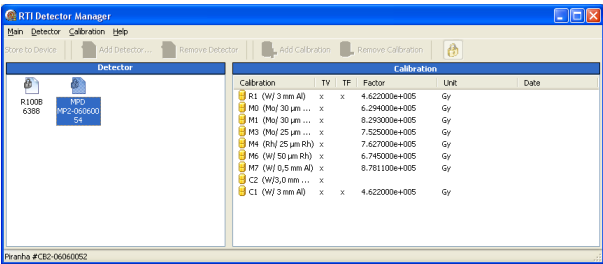 RTI Detector Manager
Main Detector Calibration Help
Store to Device Add Detector... Remove Detector Add Calibration Remove Calibration
Detector
R100B
6388
MPD
MP2-060600
54
Calibration
Calibration TV TF Factor Unit Date
R1 (W/ 3 mm Al) x x 4.622000e+005 Gy
M0 (Mo/ 30 µm ... x 6.294000e+005 Gy
M1 (Mo/ 30 µm ... x 8.293000e+005 Gy
M3 (Mo/ 25 µm ... x 7.525000e+005 Gy
M4 (Rh/ 25 µm Rh) x 7.627000e+005 Gy
M6 (W/ 50 µm Rh) x 6.745000e+005 Gy
M7 (W/ 0,5 mm Al) x 8.781100e+005 Gy
C2 (W/3,0 mm ... x
C1 (W/ 3 mm Al) x x 4.622000e+005 Gy
Piranha #CB2-06060052